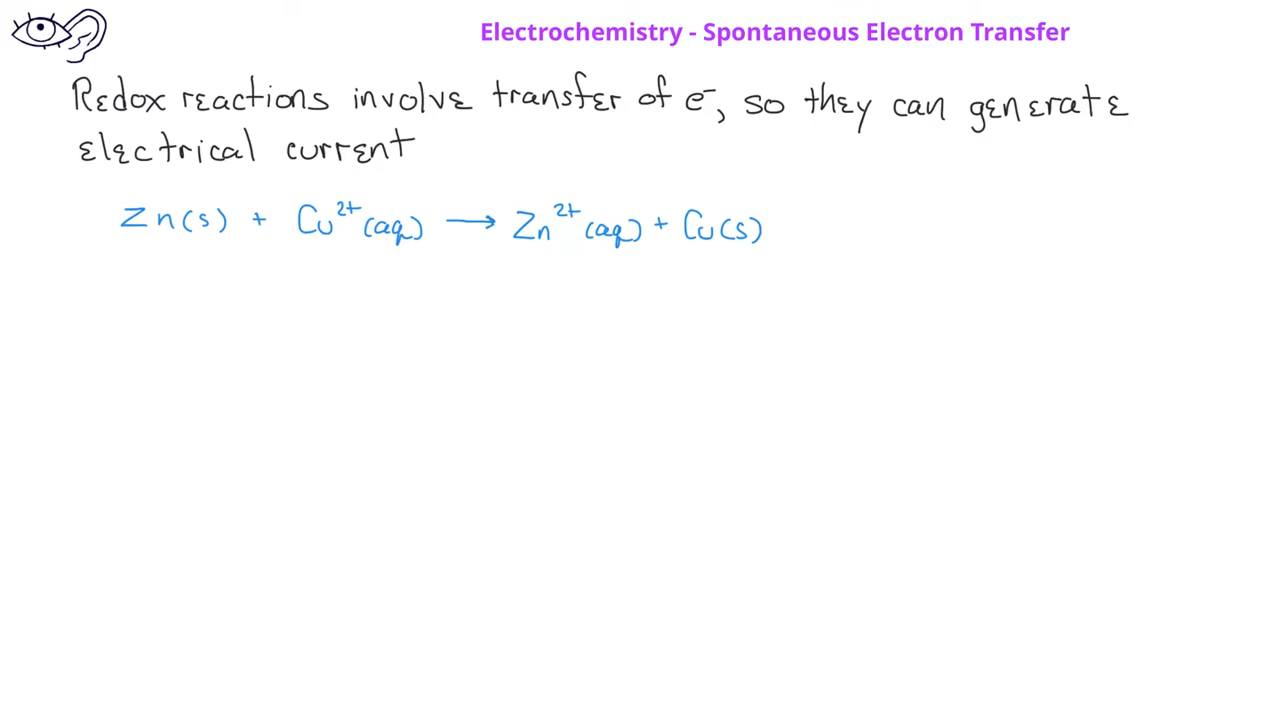 Electrochemistry - Spontaneous Electron Transfer
Redox reactions involve transfer of e⁻, so they can generate
electrical current
Zn(s) + Cu²⁺(aq) ⟶ Zn²⁺(aq) + Cu(s)